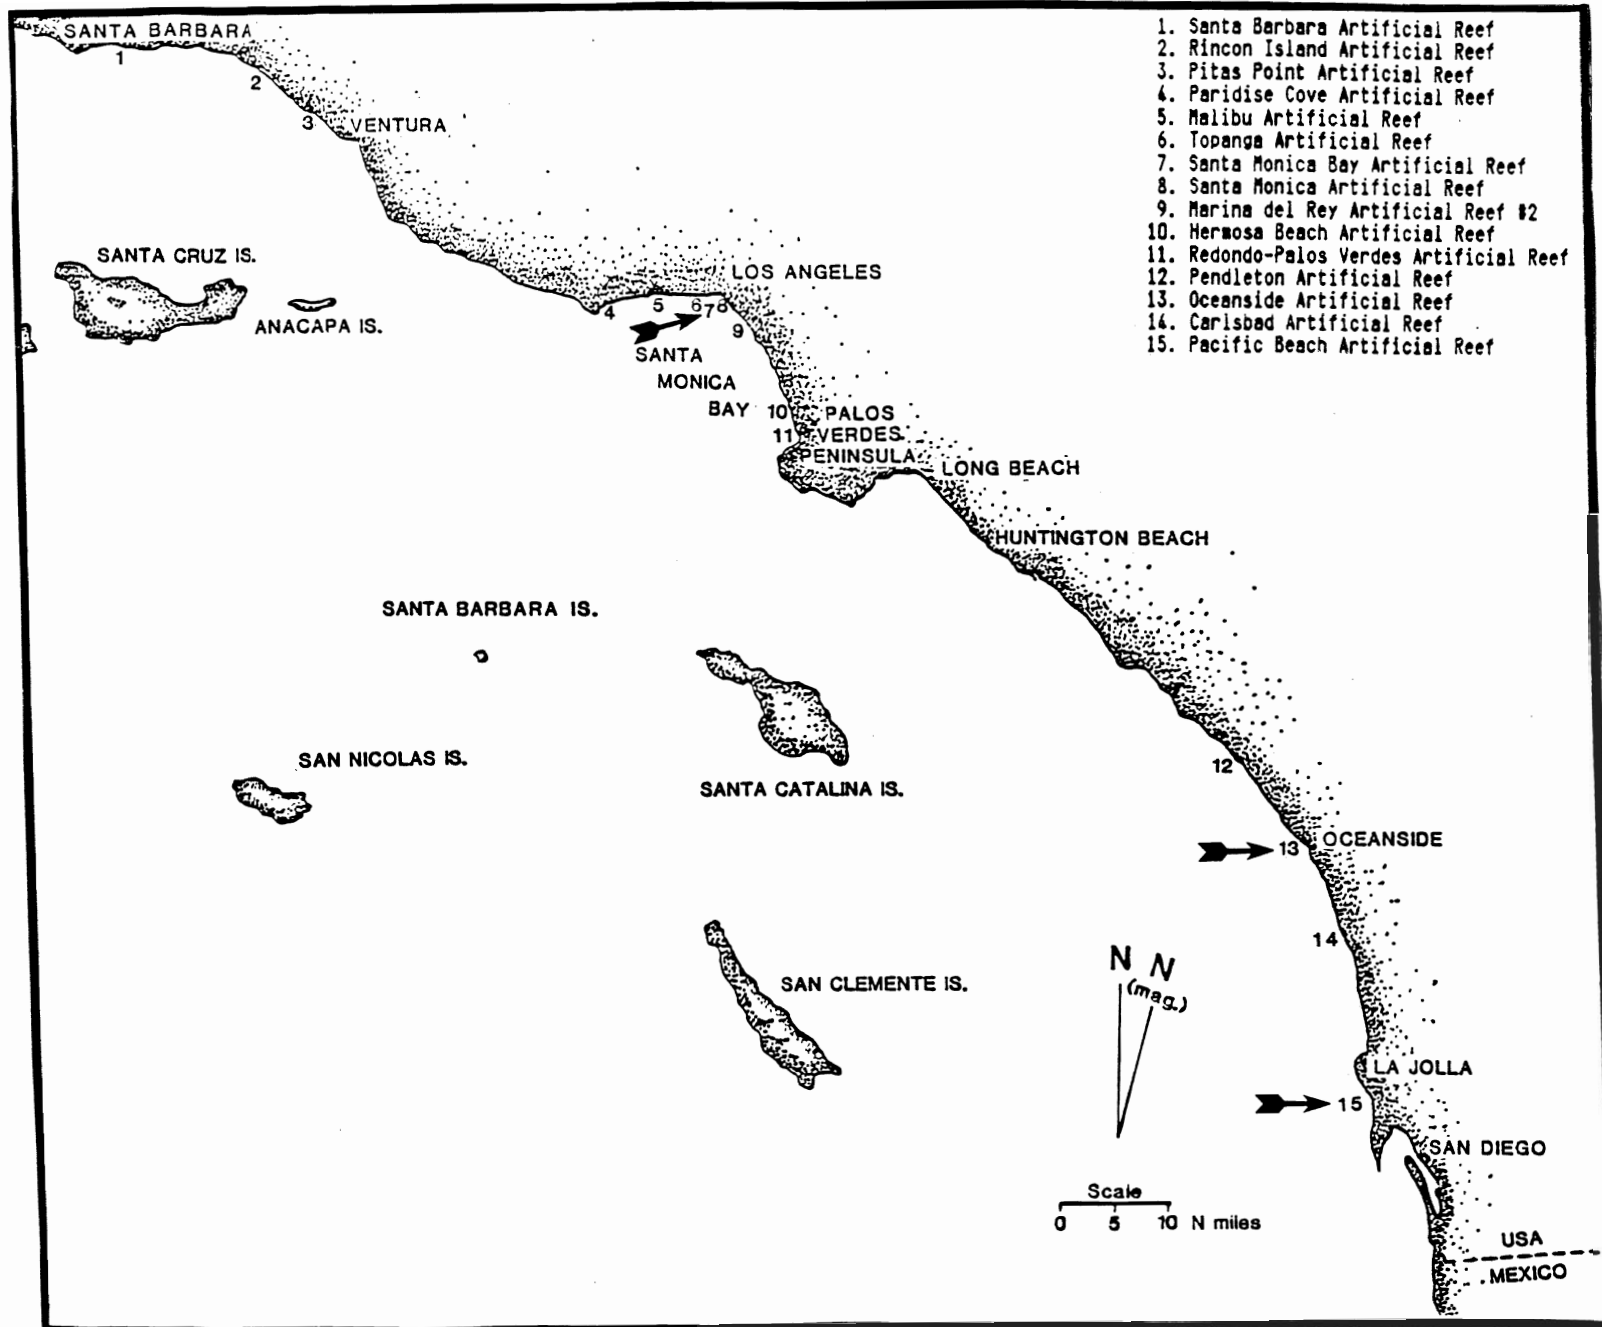 SANTA BARBARA
1
2
3 VENTURA
1. Santa Barbara Artificial Reef
2. Rincon Island Artificial Reef
3. Pitas Point Artificial Reef
4. Paridise Cove Artificial Reef
5. Malibu Artificial Reef
6. Topanga Artificial Reef
7. Santa Monica Bay Artificial Reef
8. Santa Monica Artificial Reef
9. Marina del Rey Artificial Reef #2
10. Hermosa Beach Artificial Reef
11. Redondo-Palos Verdes Artificial Reef
12. Pendleton Artificial Reef
13. Oceanside Artificial Reef
14. Carlsbad Artificial Reef
15. Pacific Beach Artificial Reef
SANTA CRUZ IS.
ANACAPA IS.
LOS ANGELES
4 5 6 7 8
9
SANTA
MONICA
BAY
10 PALOS
11 VERDES
PENINSULA
LONG BEACH
HUNTINGTON BEACH
SANTA BARBARA IS.
SAN NICOLAS IS.
SANTA CATALINA IS.
12
13 OCEANSIDE
14
SAN CLEMENTE IS.
N N
(mag.)
LA JOLLA
15
SAN DIEGO
Scale
0 5 10 N miles
USA
MEXICO